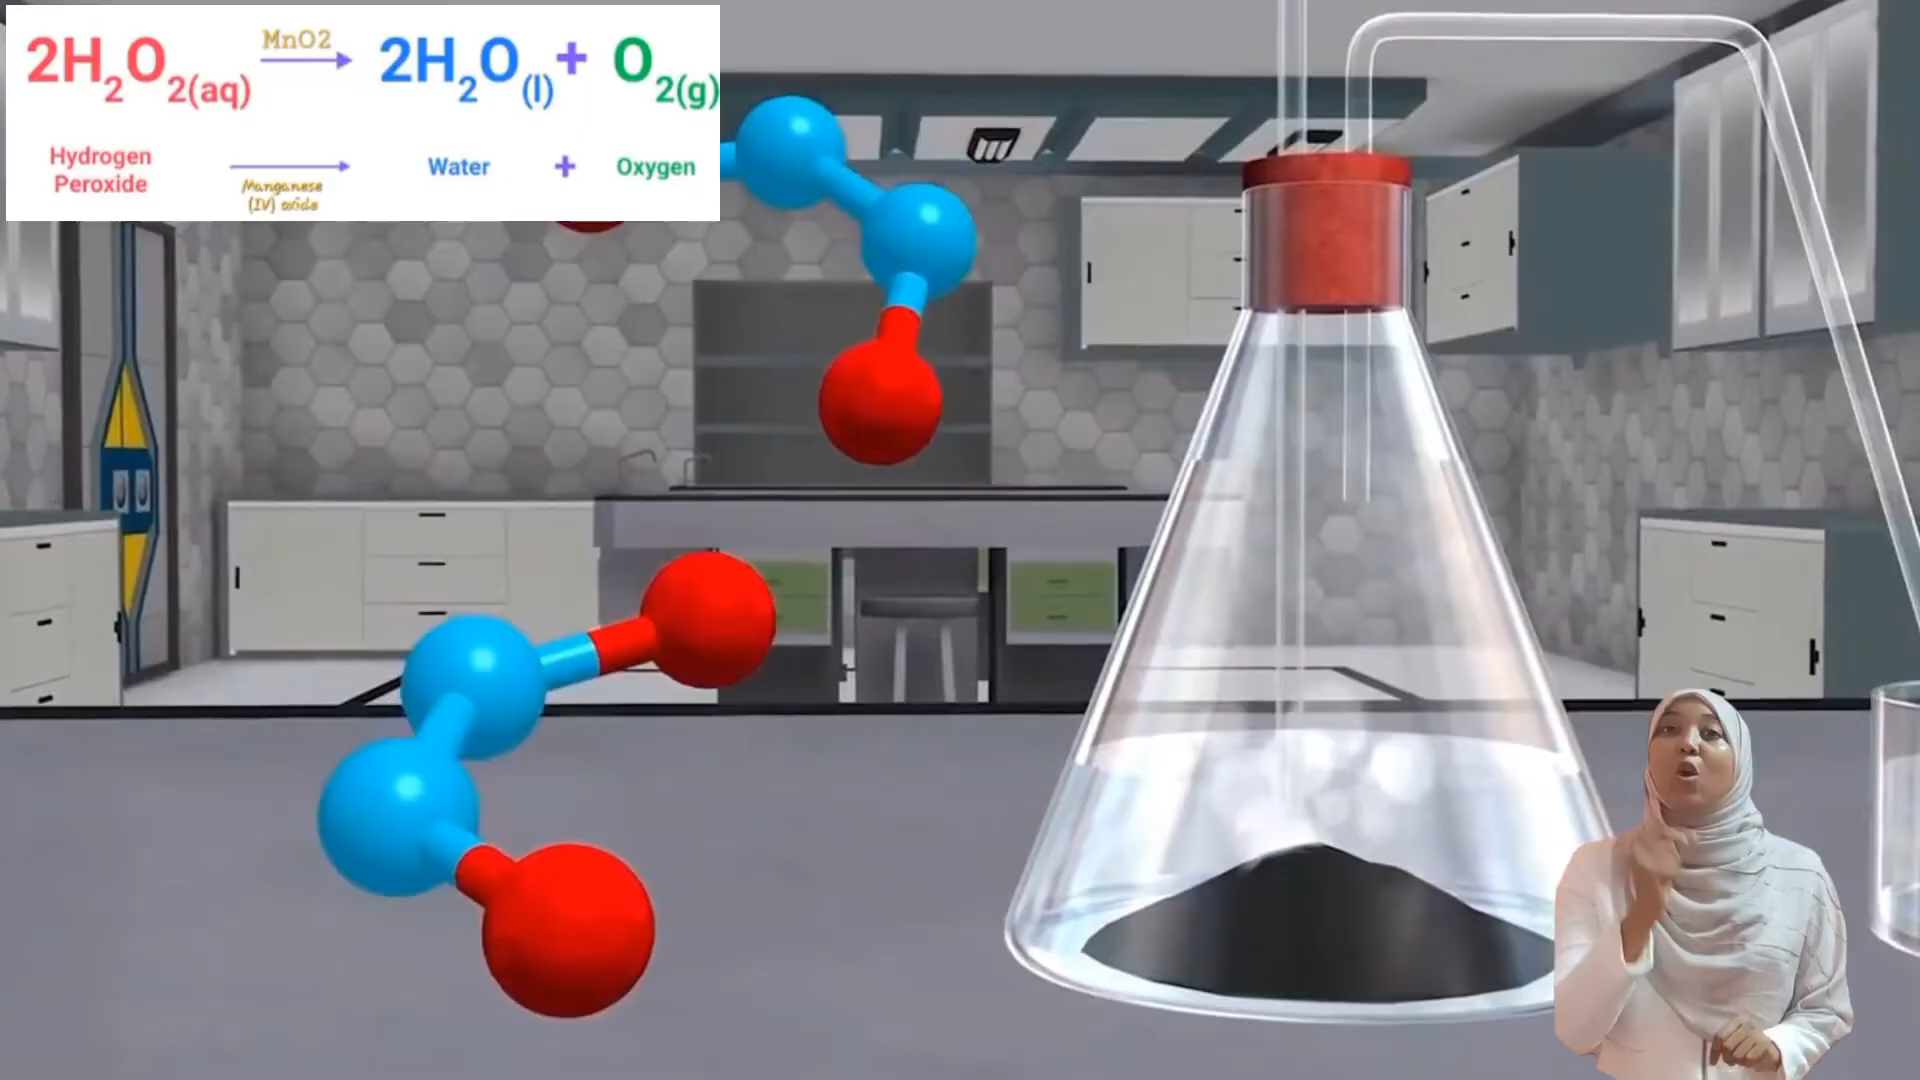 MnO2
2H2O2(aq) → 2H2O(l) + O2(g)
Hydrogen Peroxide → Water + Oxygen
Manganese (IV) oxide